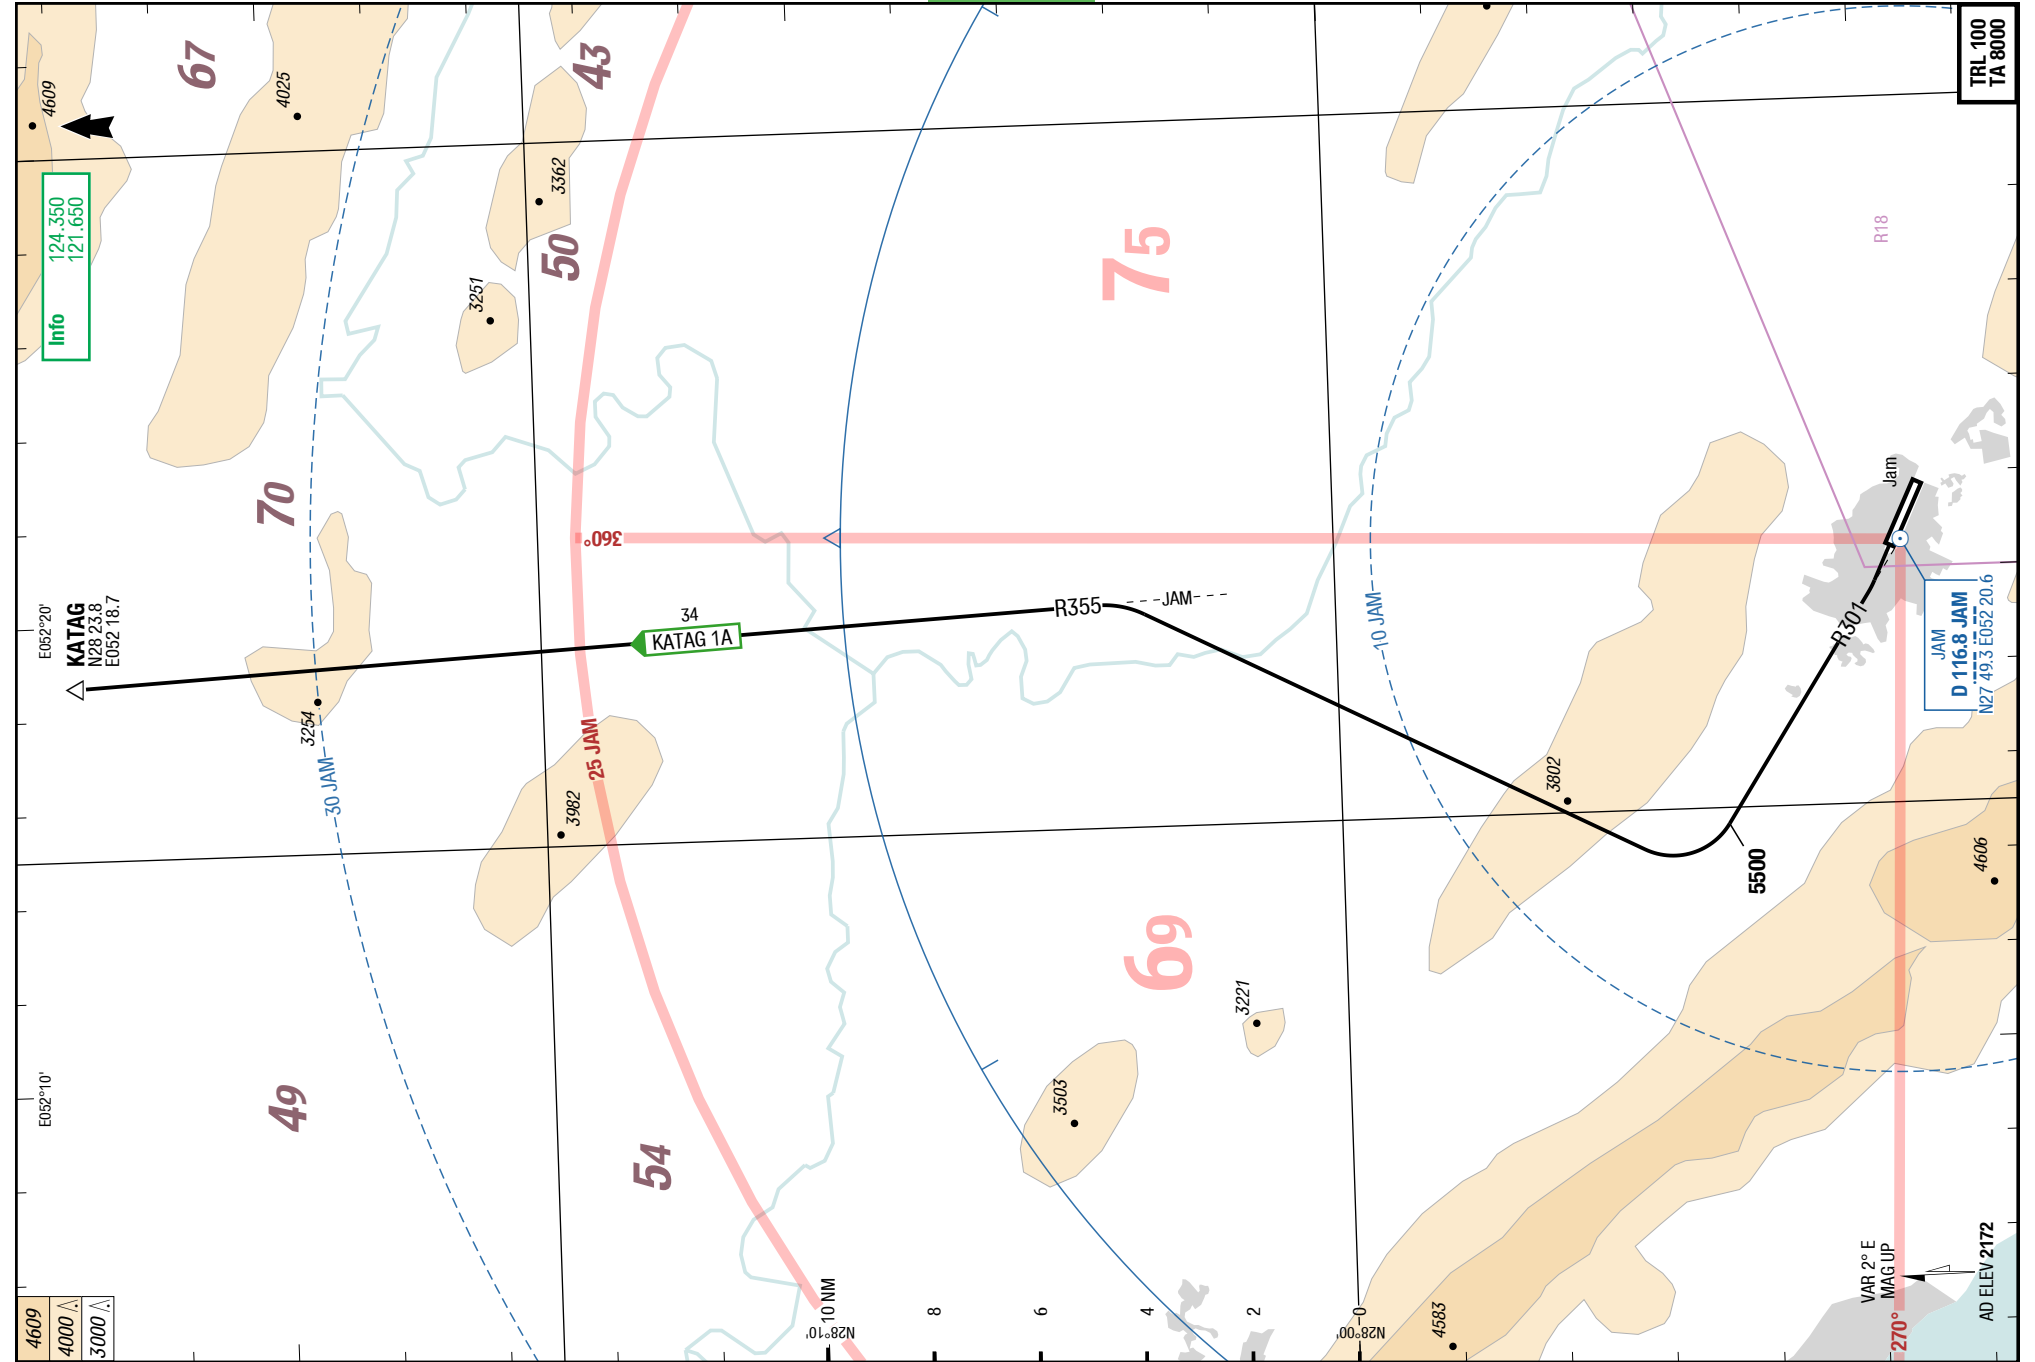 4609
67
4025
43
TRL 100
TA 8000
Info 124.350
121.650
3362
50
3251
75
R18
70
360°
Jam
E052°20'
KATAG
N28 23.8
E052 18.7
34
KATAG 1A
R355
JAM
10 JAM
R301
JAM
D 116.8 JAM
N27 49.3 E052 20.6
3254
30 JAM
25 JAM
3982
3802
5500
4606
69
3221
3503
E052°10'
49
54
VAR 2° E
MAG UP
AD ELEV 2172
4609
4000
3000
10 NM
8
6
4
2
0
N28°10'
N28°00'
4583
270°